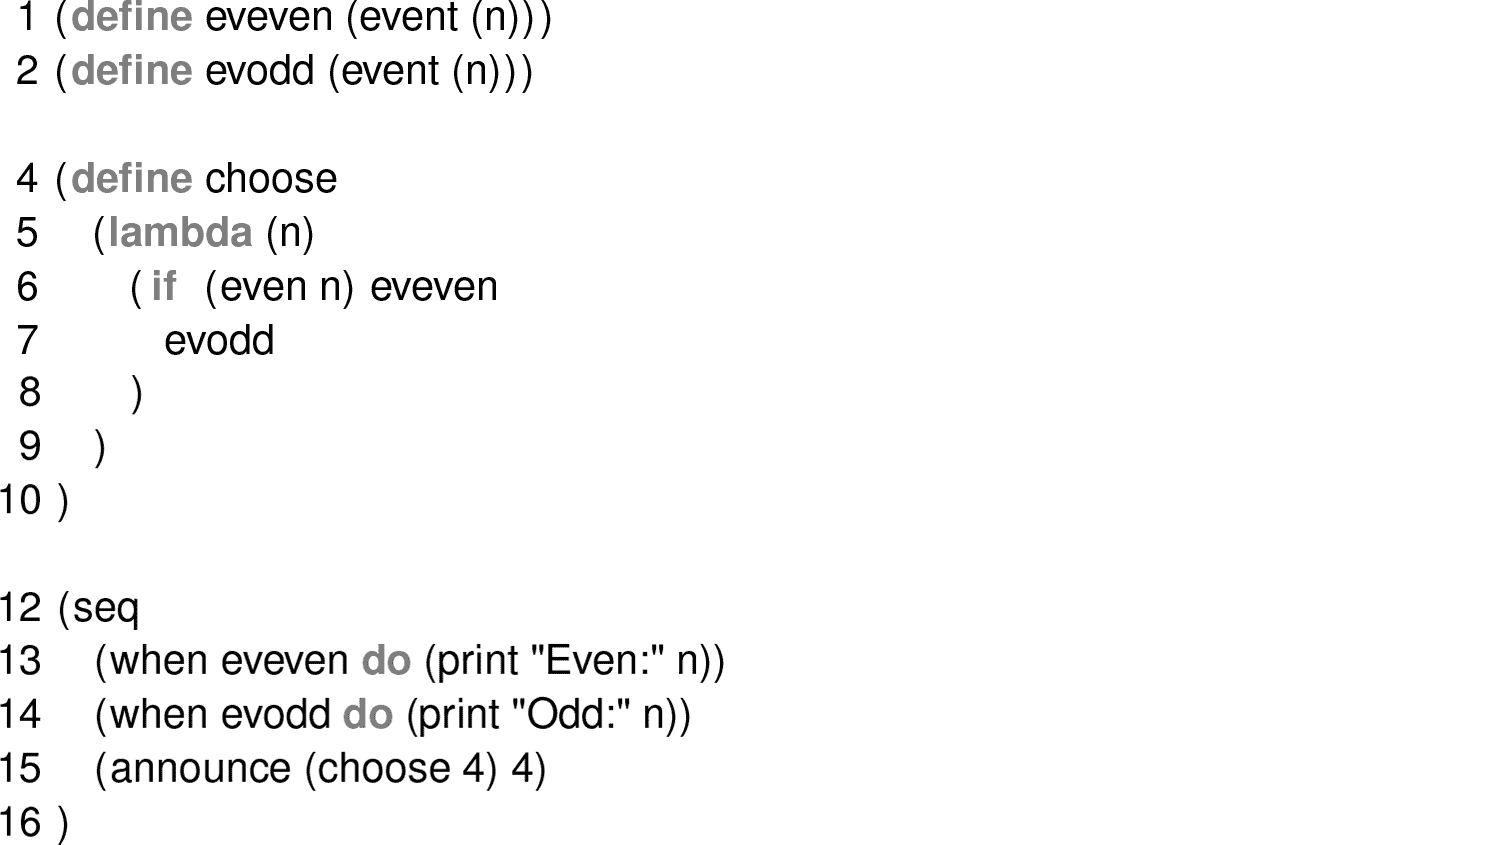 1 (define eveven (event (n)))
2 (define evodd (event (n)))
4 (define choose
5 (lambda (n)
6 ( if (even n) eveven
7 evodd
8 )
9 )
10 )
12 (seq
13 (when eveven do (print "Even:" n))
14 (when evodd do (print "Odd:" n))
15 (announce (choose 4) 4)
16 )